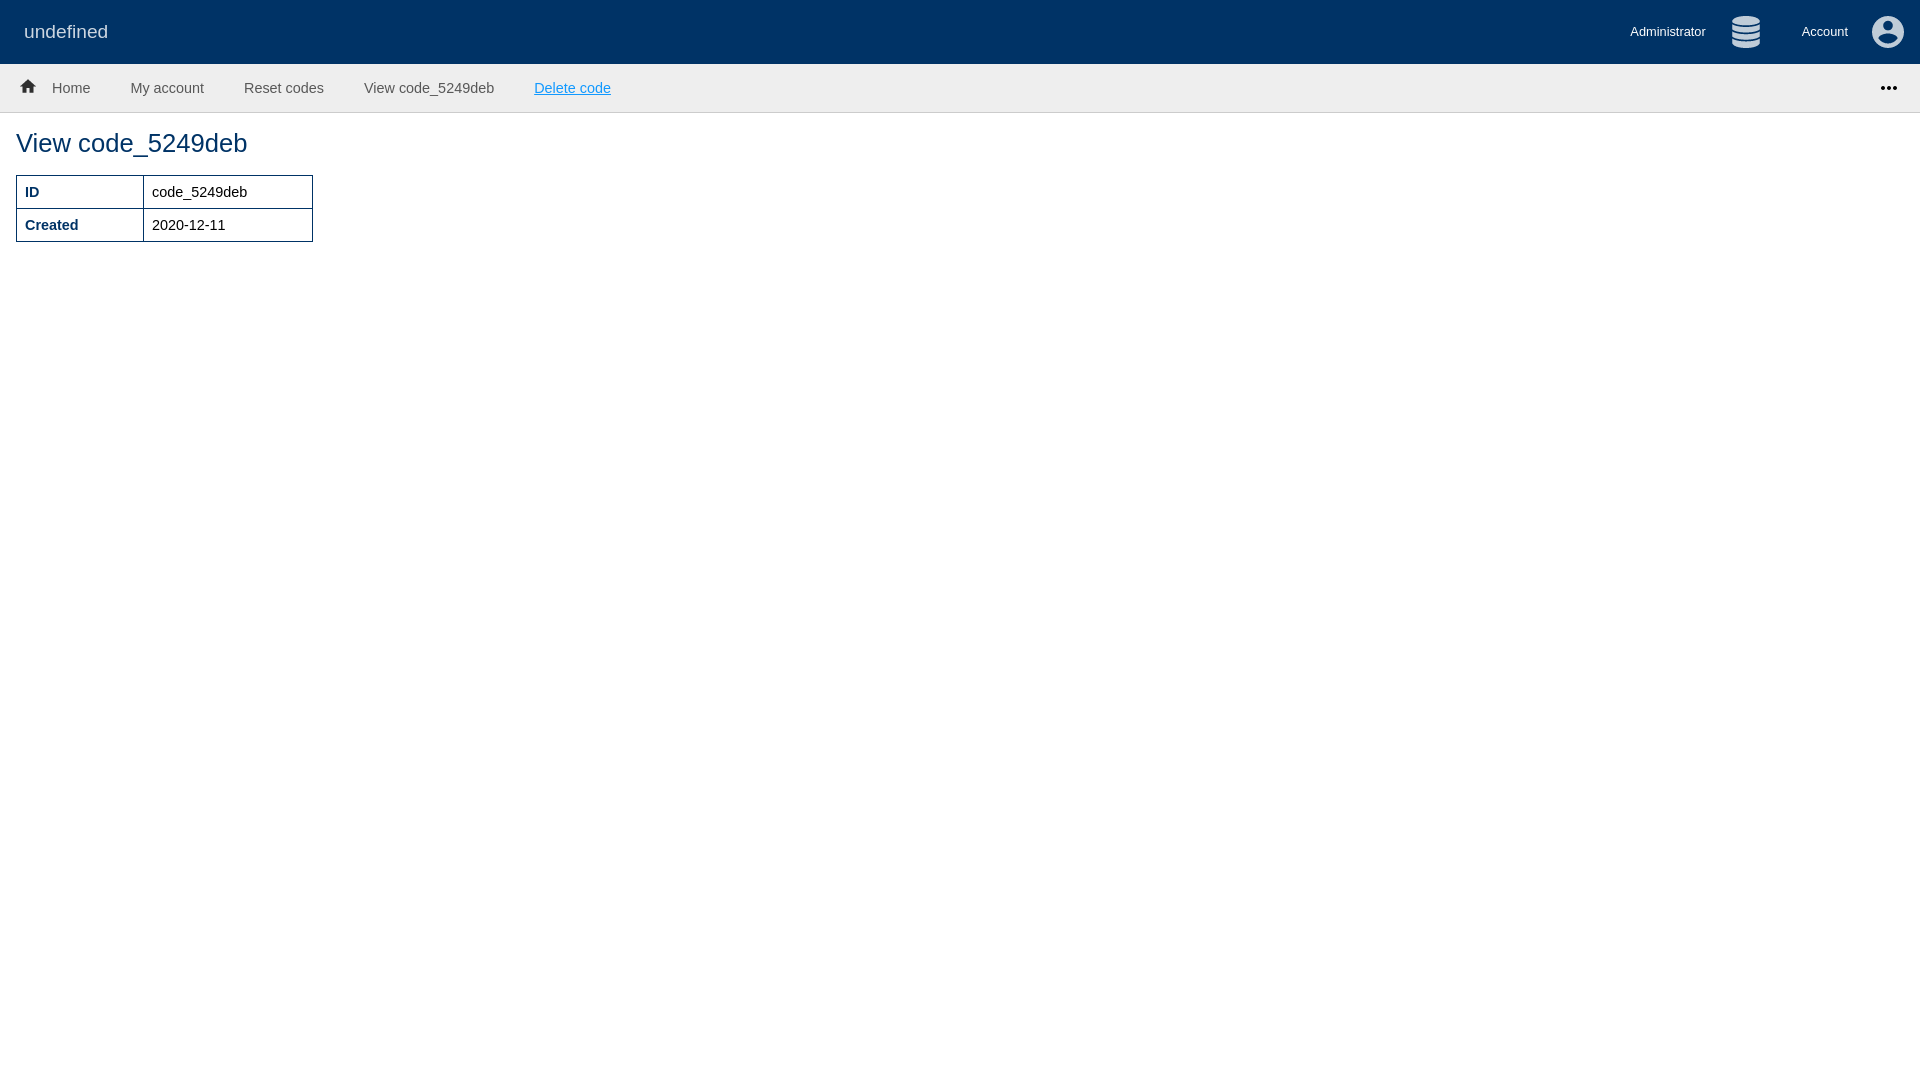 undefined
Administrator
Account
Home
My account
Reset codes
View code_5249deb
Delete code
View code_5249deb
ID
code_5249deb
Created
2020-12-11